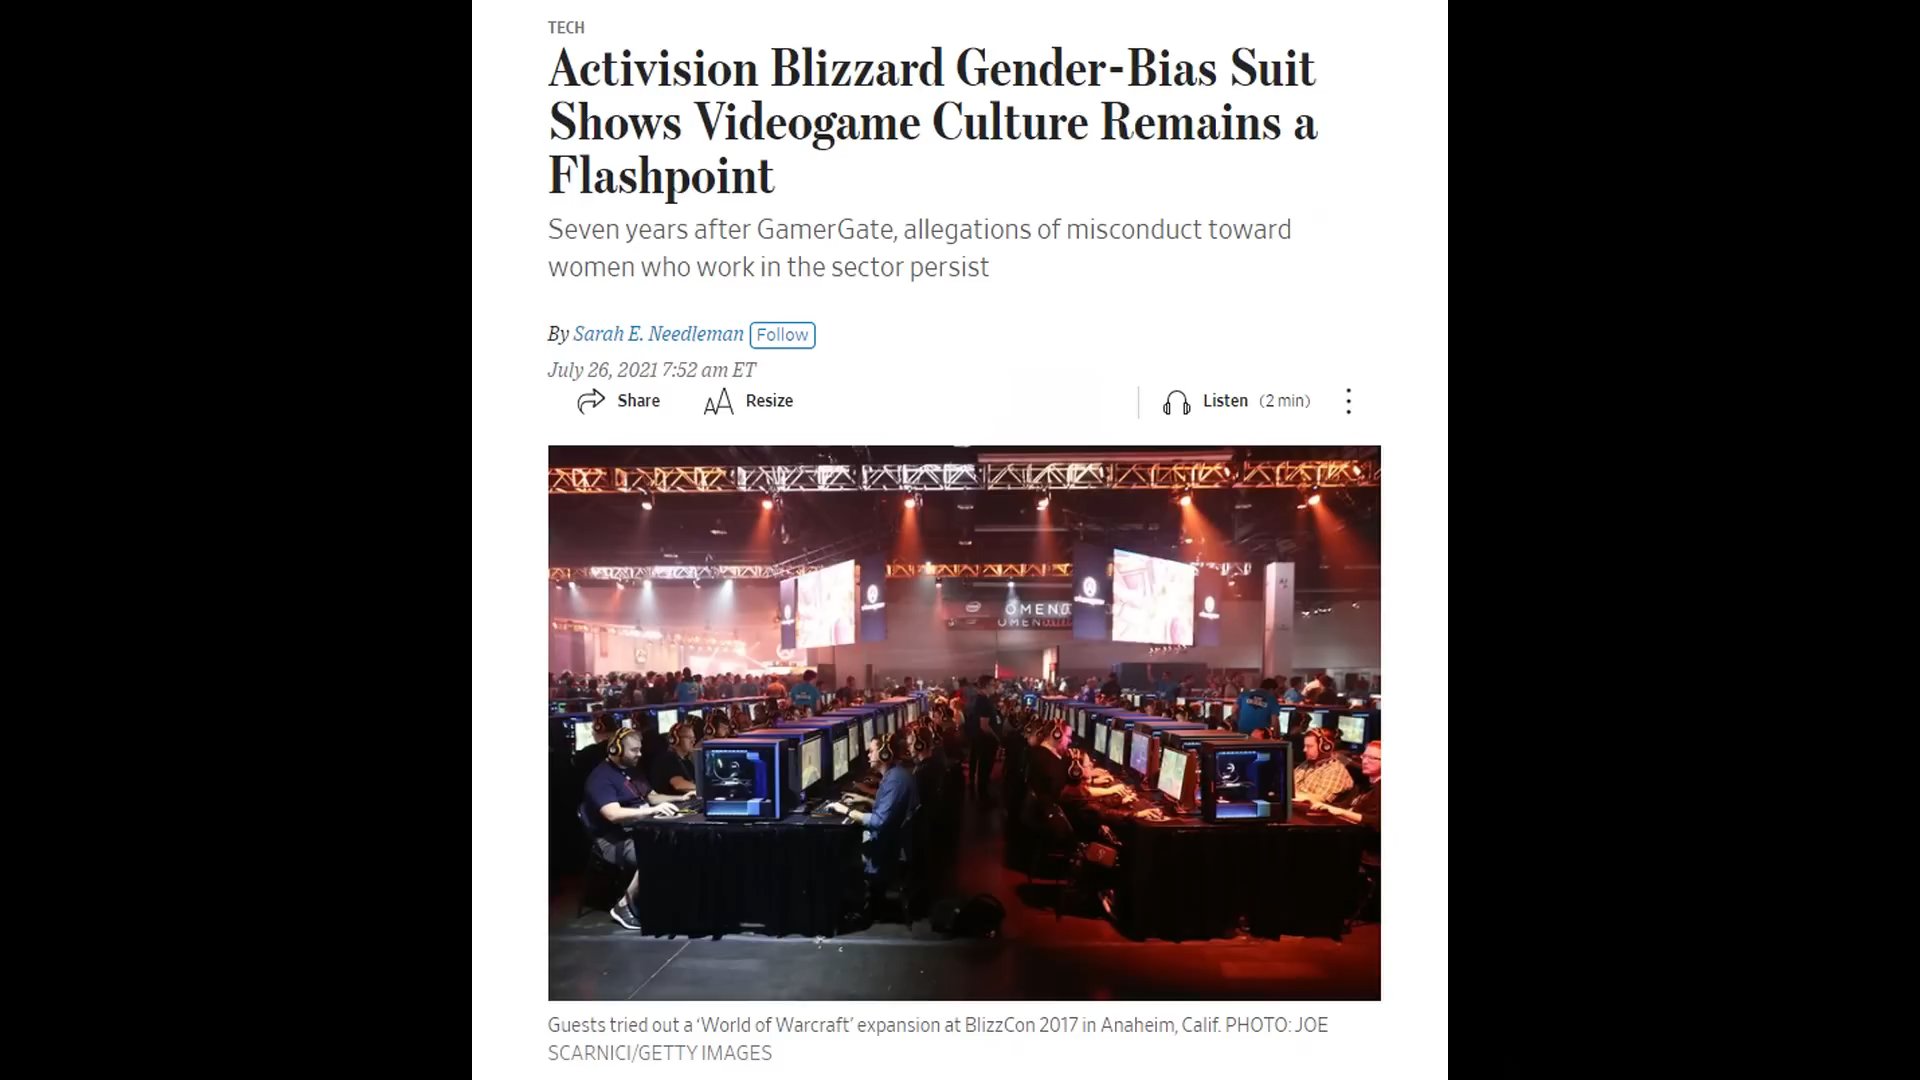 TECH
Activision Blizzard Gender-Bias Suit
Shows Videogame Culture Remains a
Flashpoint
Seven years after GamerGate, allegations of misconduct toward
women who work in the sector persist
By Sarah E. Needleman Follow
July 26, 2021 7:52 am ET
Share Resize Listen (2 min)
OMEN
OMEN
Guests tried out a ‘World of Warcraft’ expansion at BlizzCon 2017 in Anaheim, Calif. PHOTO: JOE
SCARNICI/GETTY IMAGES